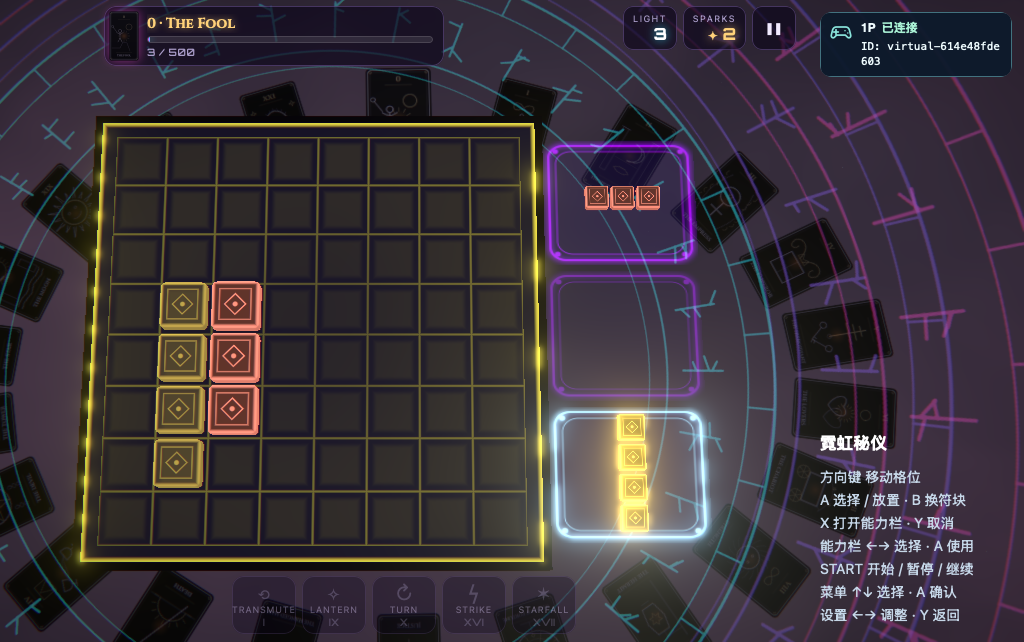 0 · The Fool
3 / 500
LIGHT
3
SPARKS
2
1P 已连接
ID: virtual-614e48fde
603
霓虹秘仪
方向键 移动格位
A 选择 / 放置 · B 换符块
X 打开能力栏 · Y 取消
能力栏 ←→ 选择 · A 使用
START 开始 / 暂停 / 继续
菜单 ↑↓ 选择 · A 确认
设置 ←→ 调整 · Y 返回
TRANSMUTE
I
LANTERN
IX
TURN
X
STRIKE
XVI
STARFALL
XVII